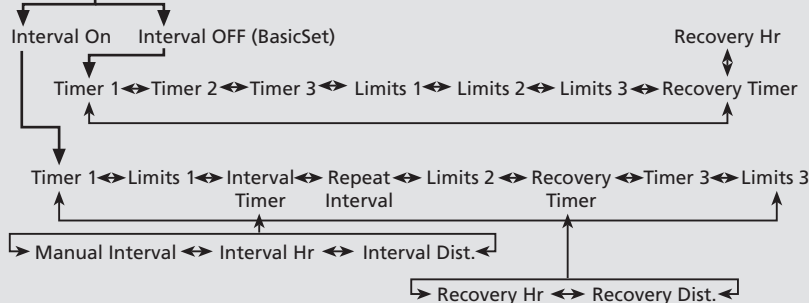 Interval On Interval OFF (BasicSet) Recovery Hr
Timer 1 Timer 2 Timer 3 Limits 1 Limits 2 Limits 3 Recovery Timer
Timer 1 Limits 1 Interval Timer Repeat Interval Limits 2 Recovery Timer Timer 3 Limits 3
Manual Interval Interval Hr Interval Dist.
Recovery Hr Recovery Dist.